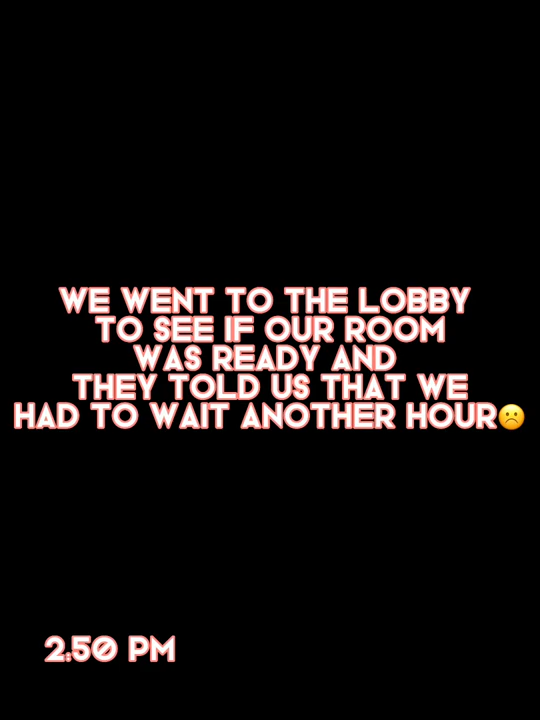 WE WENT TO THE LOBBY
TO SEE IF OUR ROOM
WAS READY AND
THEY TOLD US THAT WE
HAD TO WAIT ANOTHER HOUR☹️
2:50 PM